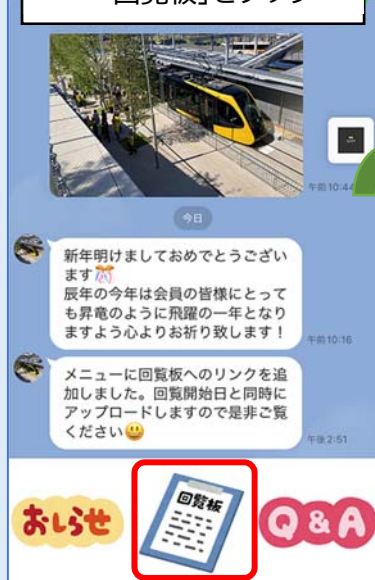 回覧板」をタップ
午前10:44
今日
新年明けましておめでとうござい
ます🎊
辰年の今年は会員の皆様にとって
も昇竜のように飛躍の一年となり
ますよう心よりお祈り致します！
午前10:16
メニューに回覧板へのリンクを追
加しました。回覧開始日と同時に
アップロードしますので是非ご覧
ください😃
午後2:51
おしらせ
回覧板
Q&A